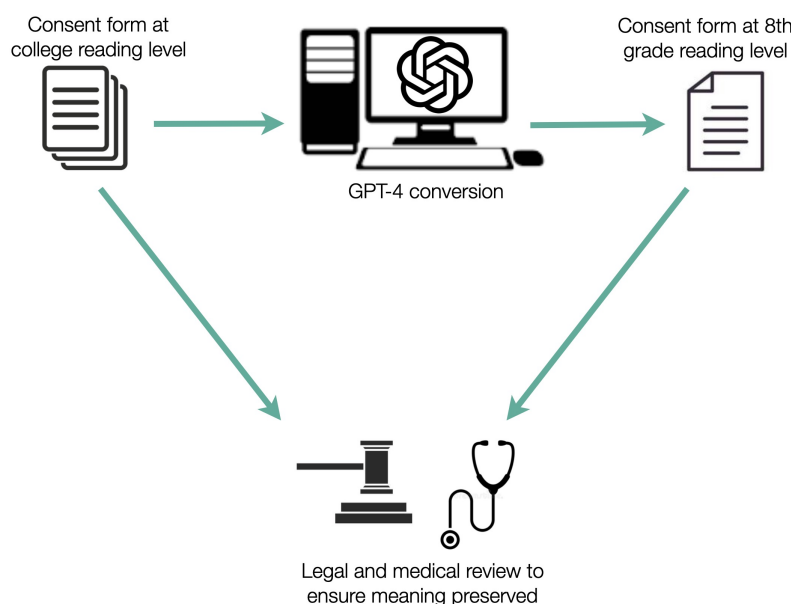 Consent form at
college reading level
Consent form at 8th
grade reading level
GPT-4 conversion
Legal and medical review to
ensure meaning preserved